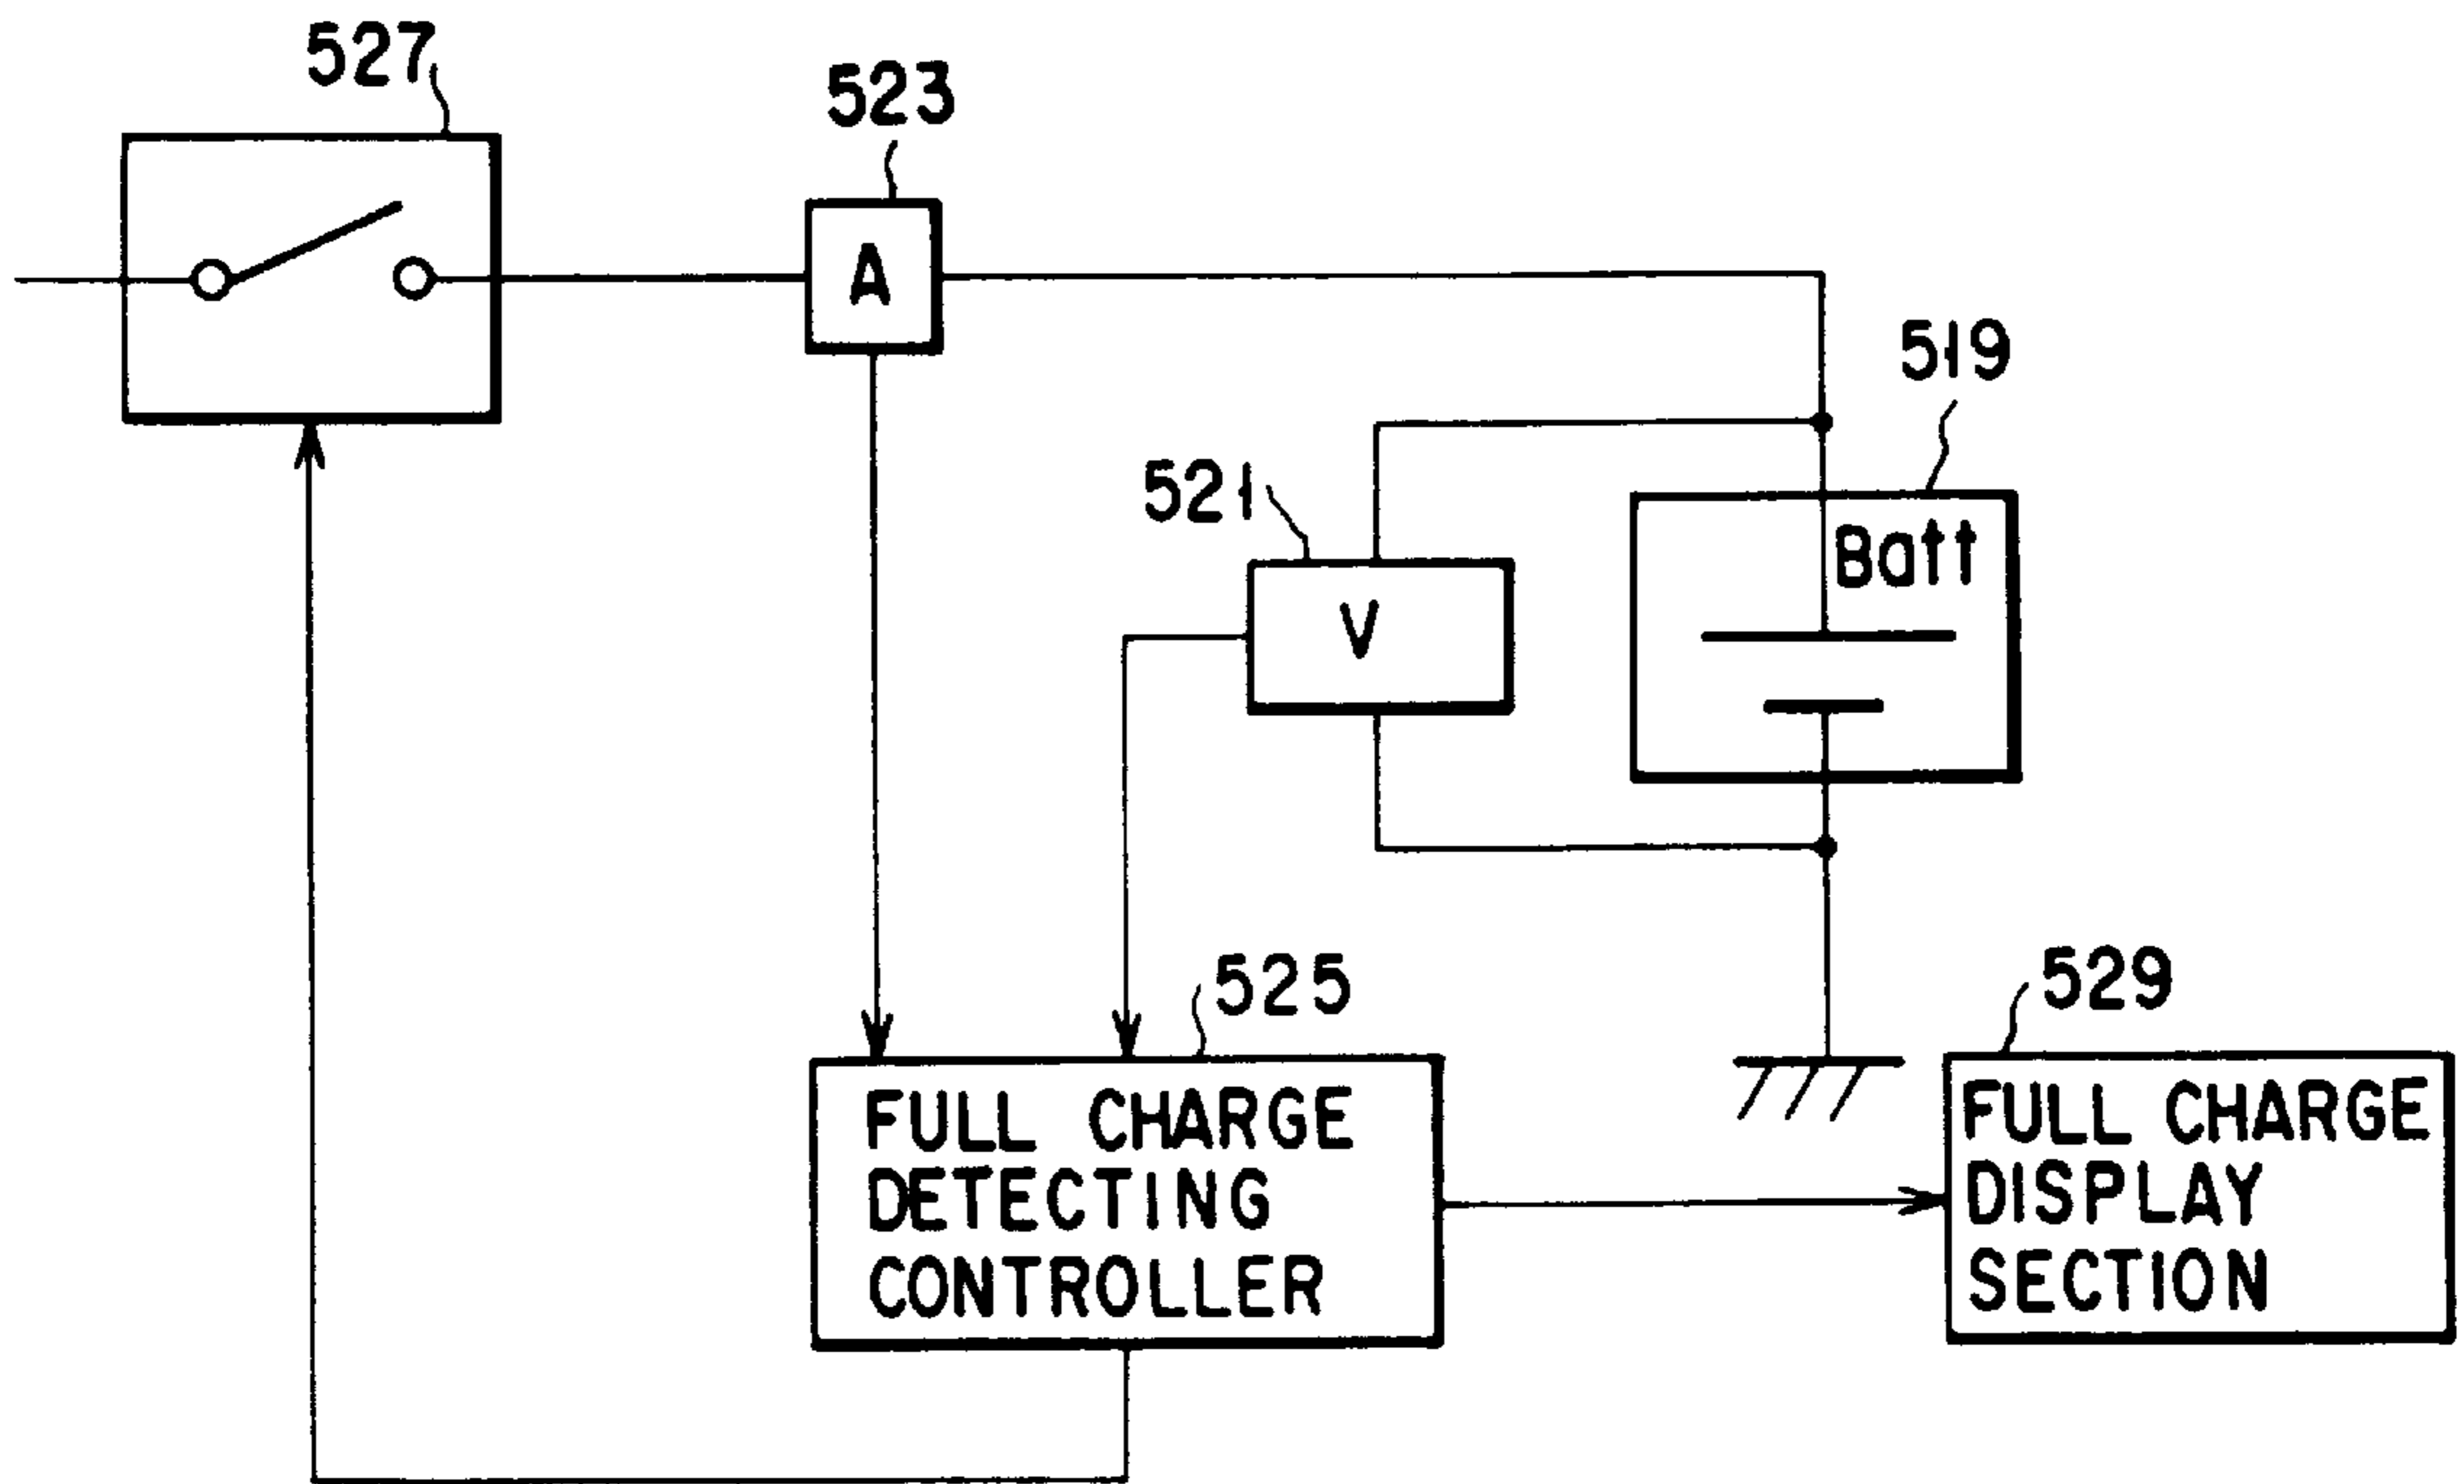 527
523
A
519
Batt
521
V
525
FULL CHARGE
DETECTING
CONTROLLER
529
FULL CHARGE
DISPLAY
SECTION